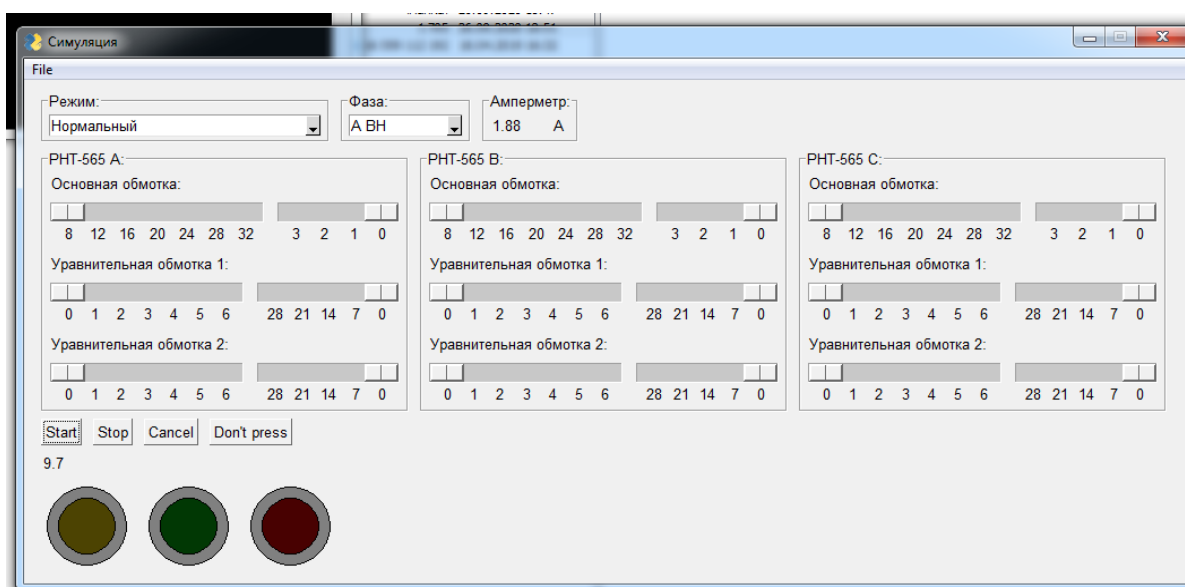 Симуляция
File
Режим: Фаза: Амперметр:
Нормальный А ВН 1.88 А
РНТ-565 А: РНТ-565 В: РНТ-565 С:
Основная обмотка: Основная обмотка: Основная обмотка:
8 12 16 20 24 28 32 3 2 1 0 8 12 16 20 24 28 32 3 2 1 0 8 12 16 20 24 28 32 3 2 1 0
Уравнительная обмотка 1: Уравнительная обмотка 1: Уравнительная обмотка 1:
0 1 2 3 4 5 6 28 21 14 7 0 0 1 2 3 4 5 6 28 21 14 7 0 0 1 2 3 4 5 6 28 21 14 7 0
Уравнительная обмотка 2: Уравнительная обмотка 2: Уравнительная обмотка 2:
0 1 2 3 4 5 6 28 21 14 7 0 0 1 2 3 4 5 6 28 21 14 7 0 0 1 2 3 4 5 6 28 21 14 7 0
Start Stop Cancel Don't press
9.7